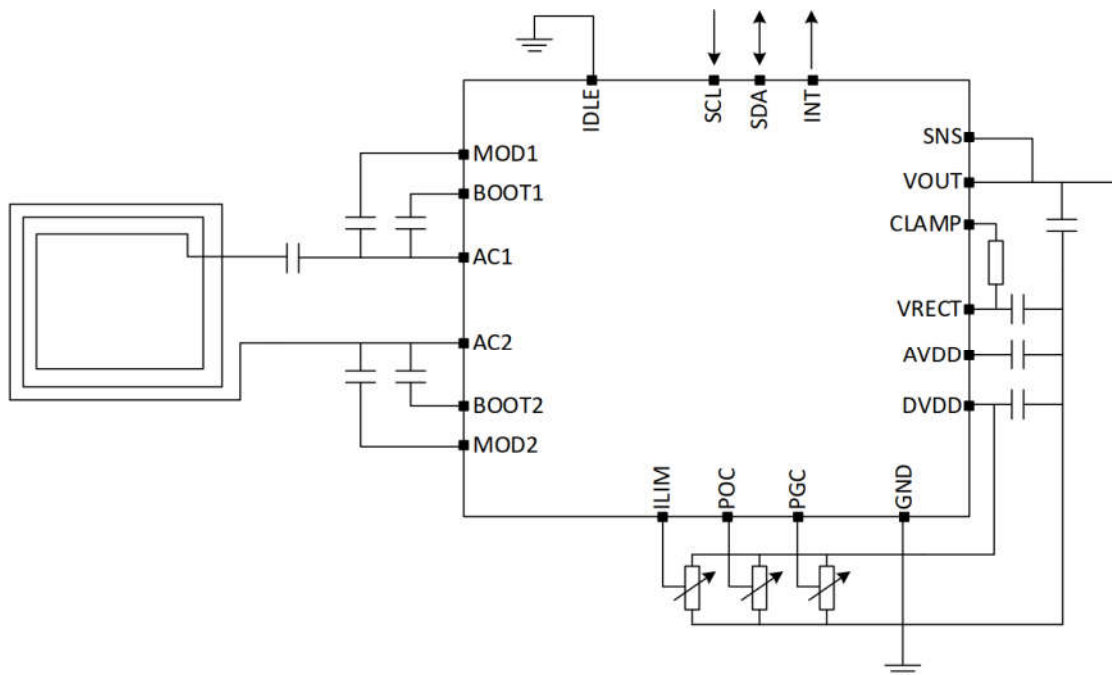 IDLE
SCL
SDA
INT
MOD1
BOOT1
AC1
AC2
BOOT2
MOD2
SNS
VOUT
CLAMP
VRECT
AVDD
DVDD
ILIM
POC
PGC
GND